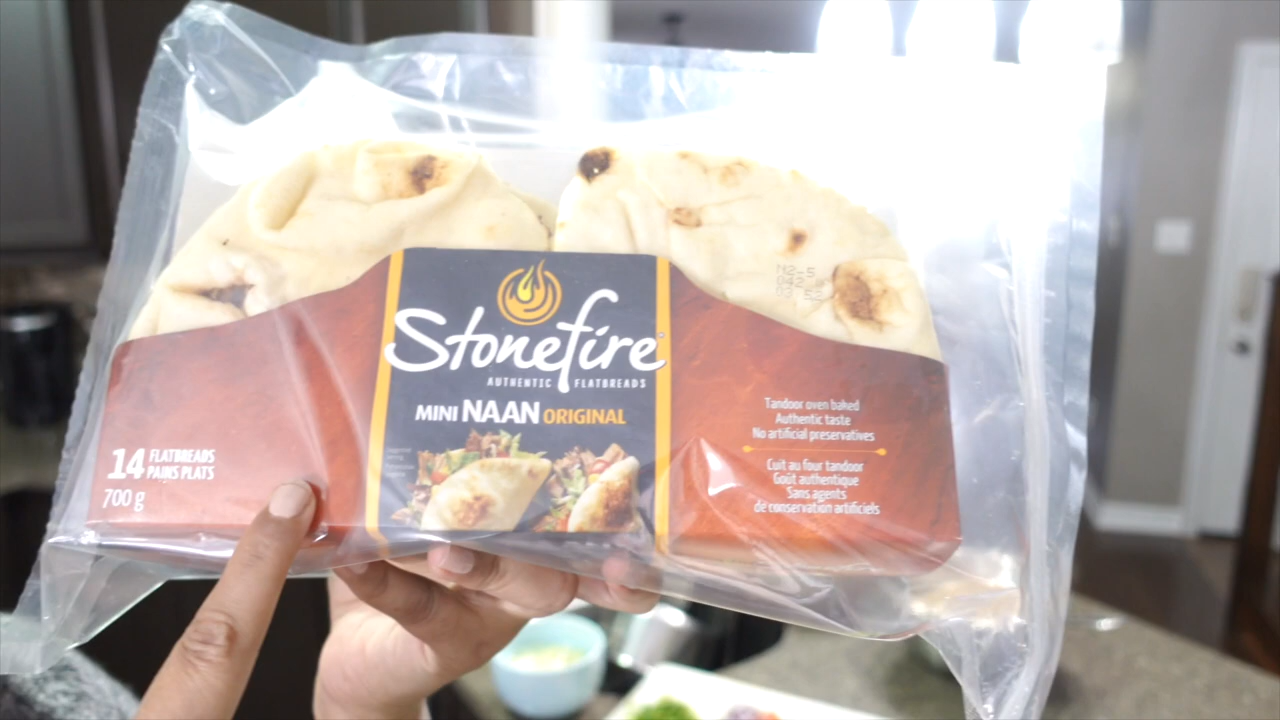 Stonefire
AUTHENTIC FLATBREADS
MINI NAAN ORIGINAL
14 FLATBREADS
PAINS PLATS
700 g
Tandoor oven baked
Authentic taste
No artificial preservatives
Cuit au four tandoor
Goût authentique
Sans agents
de conservation artificiels